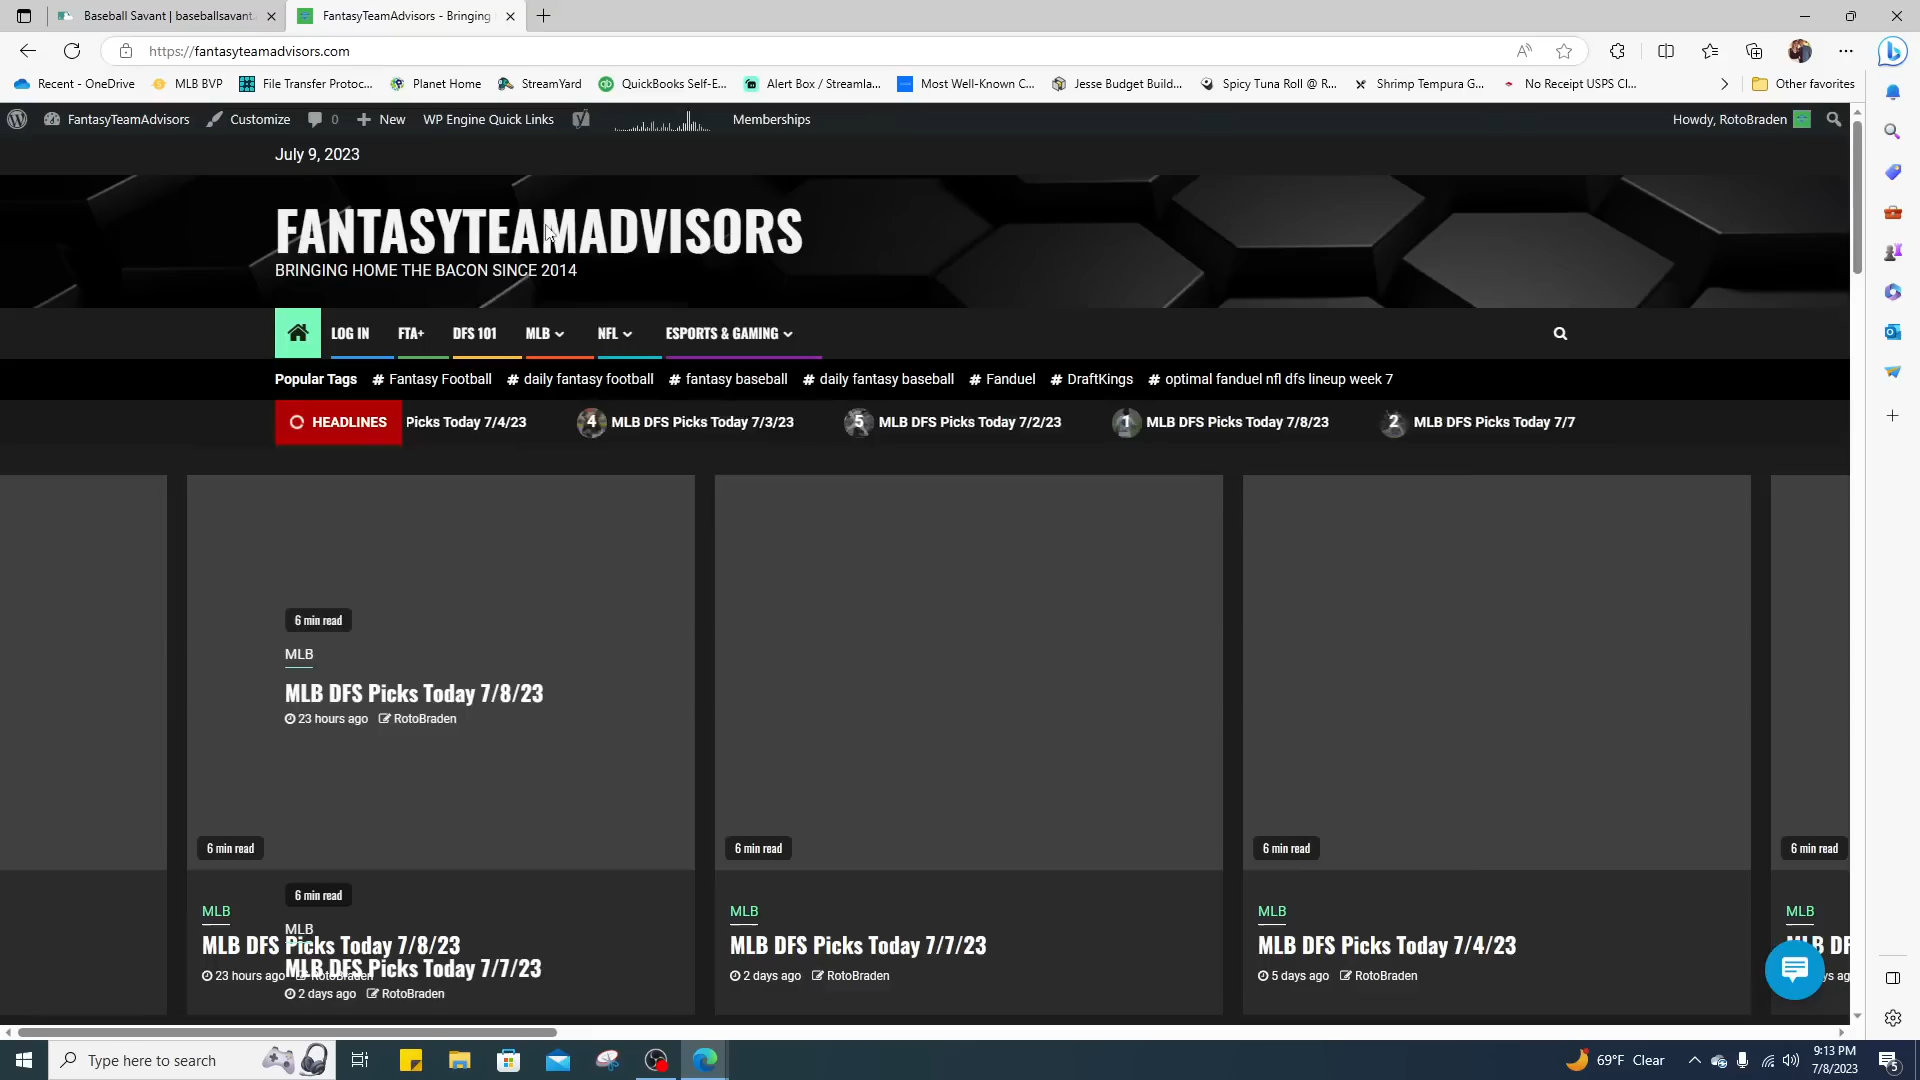 Baseball Savant | baseballsavant.
FantasyTeamAdvisors - Bringing
https://fantasyteamadvisors.com
Recent - OneDrive
MLB BVP
File Transfer Protoc...
Planet Home
StreamYard
QuickBooks Self-E...
Alert Box / Streamla...
Most Well-Known C...
Jesse Budget Build...
Spicy Tuna Roll @ R...
Shrimp Tempura G...
No Receipt USPS Cl...
Other favorites
FantasyTeamAdvisors
Customize
0
New
WP Engine Quick Links
Memberships
Howdy, RotoBraden
July 9, 2023
FANTASYTEAMADVISORS
BRINGING HOME THE BACON SINCE 2014
LOG IN
FTA+
DFS 101
MLB
NFL
ESPORTS & GAMING
Popular Tags
# Fantasy Football
# daily fantasy football
# fantasy baseball
# daily fantasy baseball
# Fanduel
# DraftKings
# optimal fanduel nfl dfs lineup week 7
HEADLINES
Picks Today 7/4/23
4 MLB DFS Picks Today 7/3/23
5 MLB DFS Picks Today 7/2/23
1 MLB DFS Picks Today 7/8/23
2 MLB DFS Picks Today 7/7
6 min read
MLB
MLB DFS Picks Today 7/8/23
23 hours ago RotoBraden
6 min read
6 min read
6 min read
6 min read
6 min read
MLB
MLB
MLB
MLB
MLB
MLB DFS Picks Today 7/8/23
23 hours ago RotoBraden
MLB DFS Picks Today 7/7/23
2 days ago RotoBraden
MLB DFS Picks Today 7/7/23
2 days ago RotoBraden
MLB DFS Picks Today 7/4/23
5 days ago RotoBraden
Type here to search
69°F Clear
9:13 PM
7/8/2023
5